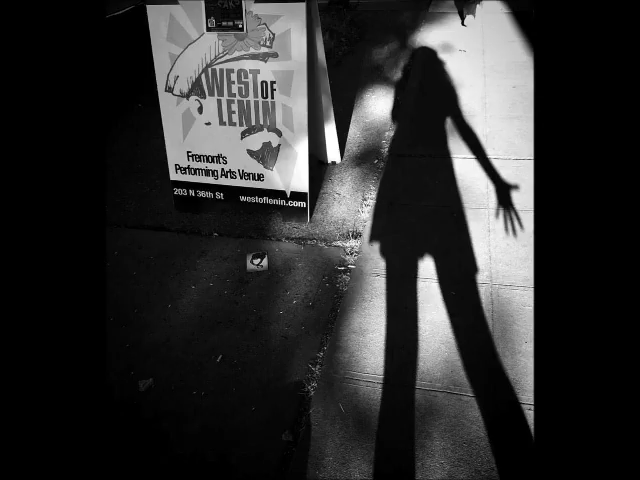 WEST OF
LENIN
Fremont's
Performing Arts Venue
203 N 36th St westoflenin.com